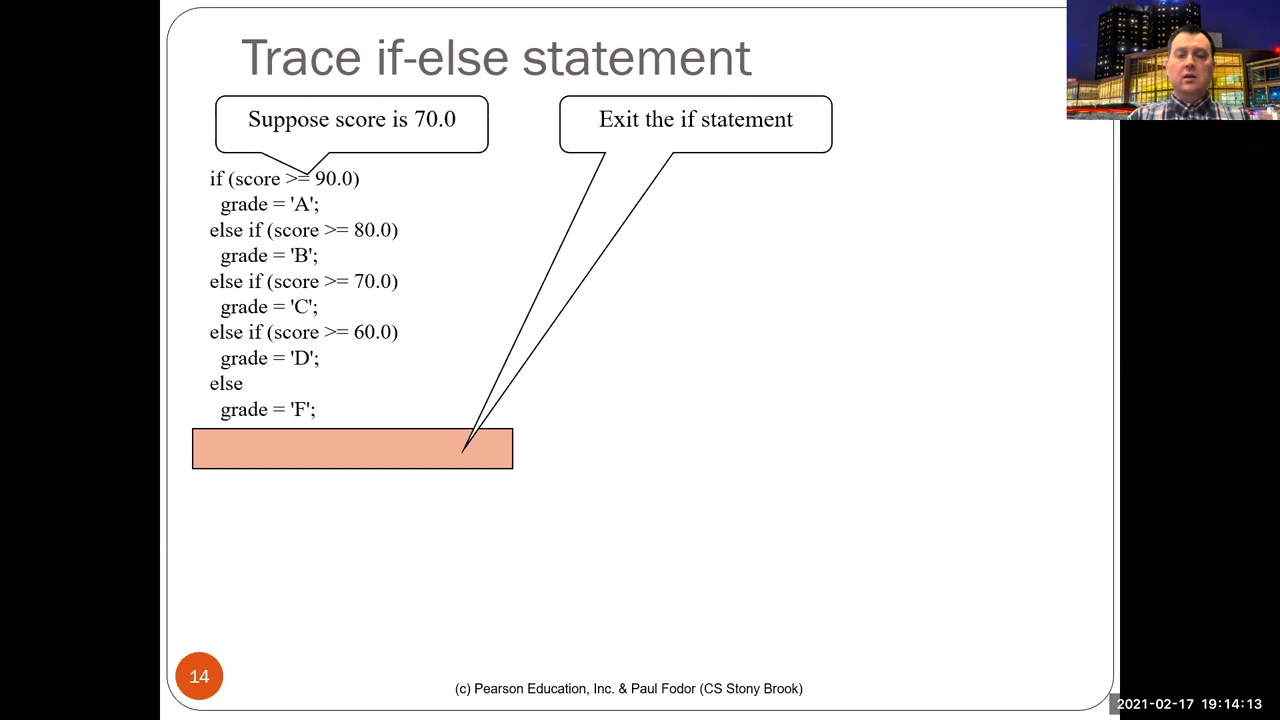 Trace if-else statement
Suppose score is 70.0
Exit the if statement
if (score >= 90.0)
grade = 'A';
else if (score >= 80.0)
grade = 'B';
else if (score >= 70.0)
grade = 'C';
else if (score >= 60.0)
grade = 'D';
else
grade = 'F';
14
(c) Pearson Education, Inc. & Paul Fodor (CS Stony Brook)
2021-02-17 19:14:13